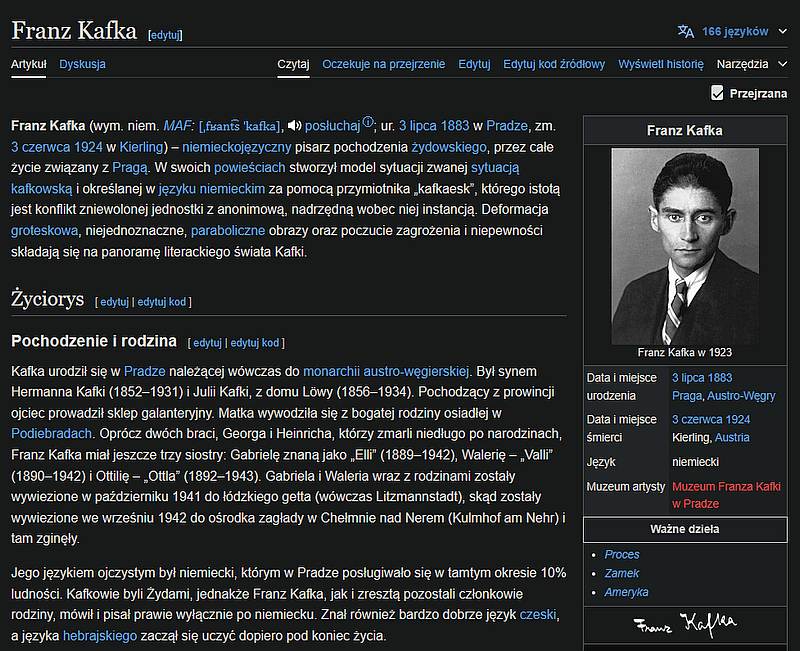 Franz Kafka [edytuj]
166 języków
Artykuł Dyskusja Czytaj Oczekuje na przejrzenie Edytuj Edytuj kod źródłowy Wyświetl historię Narzędzia
Przejrzana
Franz Kafka (wym. niem. MAF: [ˌfʁant͡s ˈkafka], posłuchajⓘ; ur. 3 lipca 1883 w Pradze, zm.
3 czerwca 1924 w Kierling) – niemieckojęzyczny pisarz pochodzenia żydowskiego, przez całe
życie związany z Pragą. W swoich powieściach stworzył model sytuacji zwanej sytuacją
kafkowską i określanej w języku niemieckim za pomocą przymiotnika „kafkaesk”, którego istotą
jest konflikt zniewolonej jednostki z anonimową, nadrzędną wobec niej instancją. Deformacja
groteskowa, niejednoznaczne, paraboliczne obrazy oraz poczucie zagrożenia i niepewności
składają się na panoramę literackiego świata Kafki.
Życiorys [ edytuj | edytuj kod ]
Pochodzenie i rodzina [ edytuj | edytuj kod ]
Kafka urodził się w Pradze należącej wówczas do monarchii austro-węgierskiej. Był synem
Hermanna Kafki (1852–1931) i Julii Kafki, z domu Löwy (1856–1934). Pochodzący z prowincji
ojciec prowadził sklep galanteryjny. Matka wywodziła się z bogatej rodziny osiadłej w
Podiebradach. Oprócz dwóch braci, Georga i Heinricha, którzy zmarli niedługo po narodzinach,
Franz Kafka miał jeszcze trzy siostry: Gabrielę znaną jako „Elli” (1889–1942), Walerię – „Valli”
(1890–1942) i Ottilię – „Ottla” (1892–1943). Gabriela i Waleria wraz z rodzinami zostały
wywiezione w październiku 1941 do łódzkiego getta (wówczas Litzmannstadt), skąd zostały
wywiezione we wrześniu 1942 do ośrodka zagłady w Chełmnie nad Nerem (Kulmhof am Nehr) i
tam zginęły.
Jego językiem ojczystym był niemiecki, którym w Pradze posługiwało się w tamtym okresie 10%
ludności. Kafkowie byli Żydami, jednakże Franz Kafka, jak i zresztą pozostali członkowie
rodziny, mówił i pisał prawie wyłącznie po niemiecku. Znał również bardzo dobrze język czeski,
a języka hebrajskiego zaczął się uczyć dopiero pod koniec życia.
Franz Kafka
Franz Kafka w 1923
Data i miejsce urodzenia 3 lipca 1883
Praga, Austro-Węgry
Data i miejsce śmierci 3 czerwca 1924
Kierling, Austria
Język niemiecki
Muzeum artysty Muzeum Franza Kafki
w Pradze
Ważne dzieła
Proces
Zamek
Ameryka
Franz Kafka